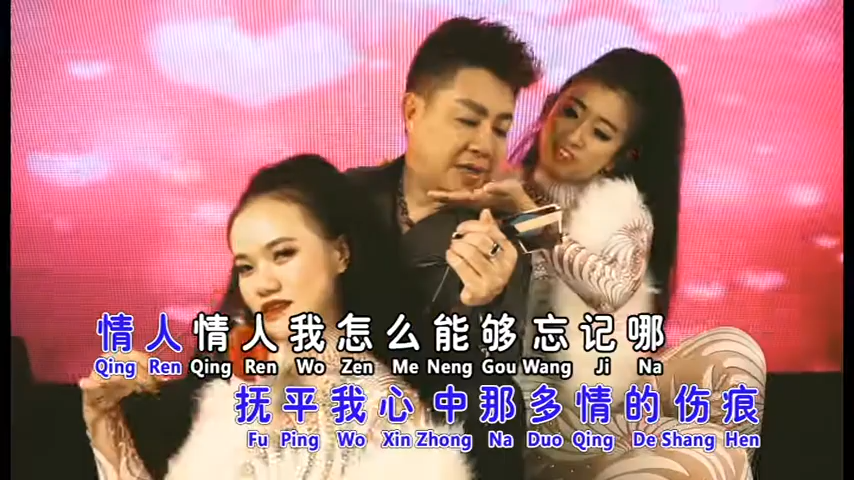 情人情人我怎么能够忘记哪
Qing Ren Qing Ren Wo Zen Me Neng Gou Wang Ji Na
抚平我心中那多情的伤痕
Fu Ping Wo Xin Zhong Na Duo Qing De Shang Hen